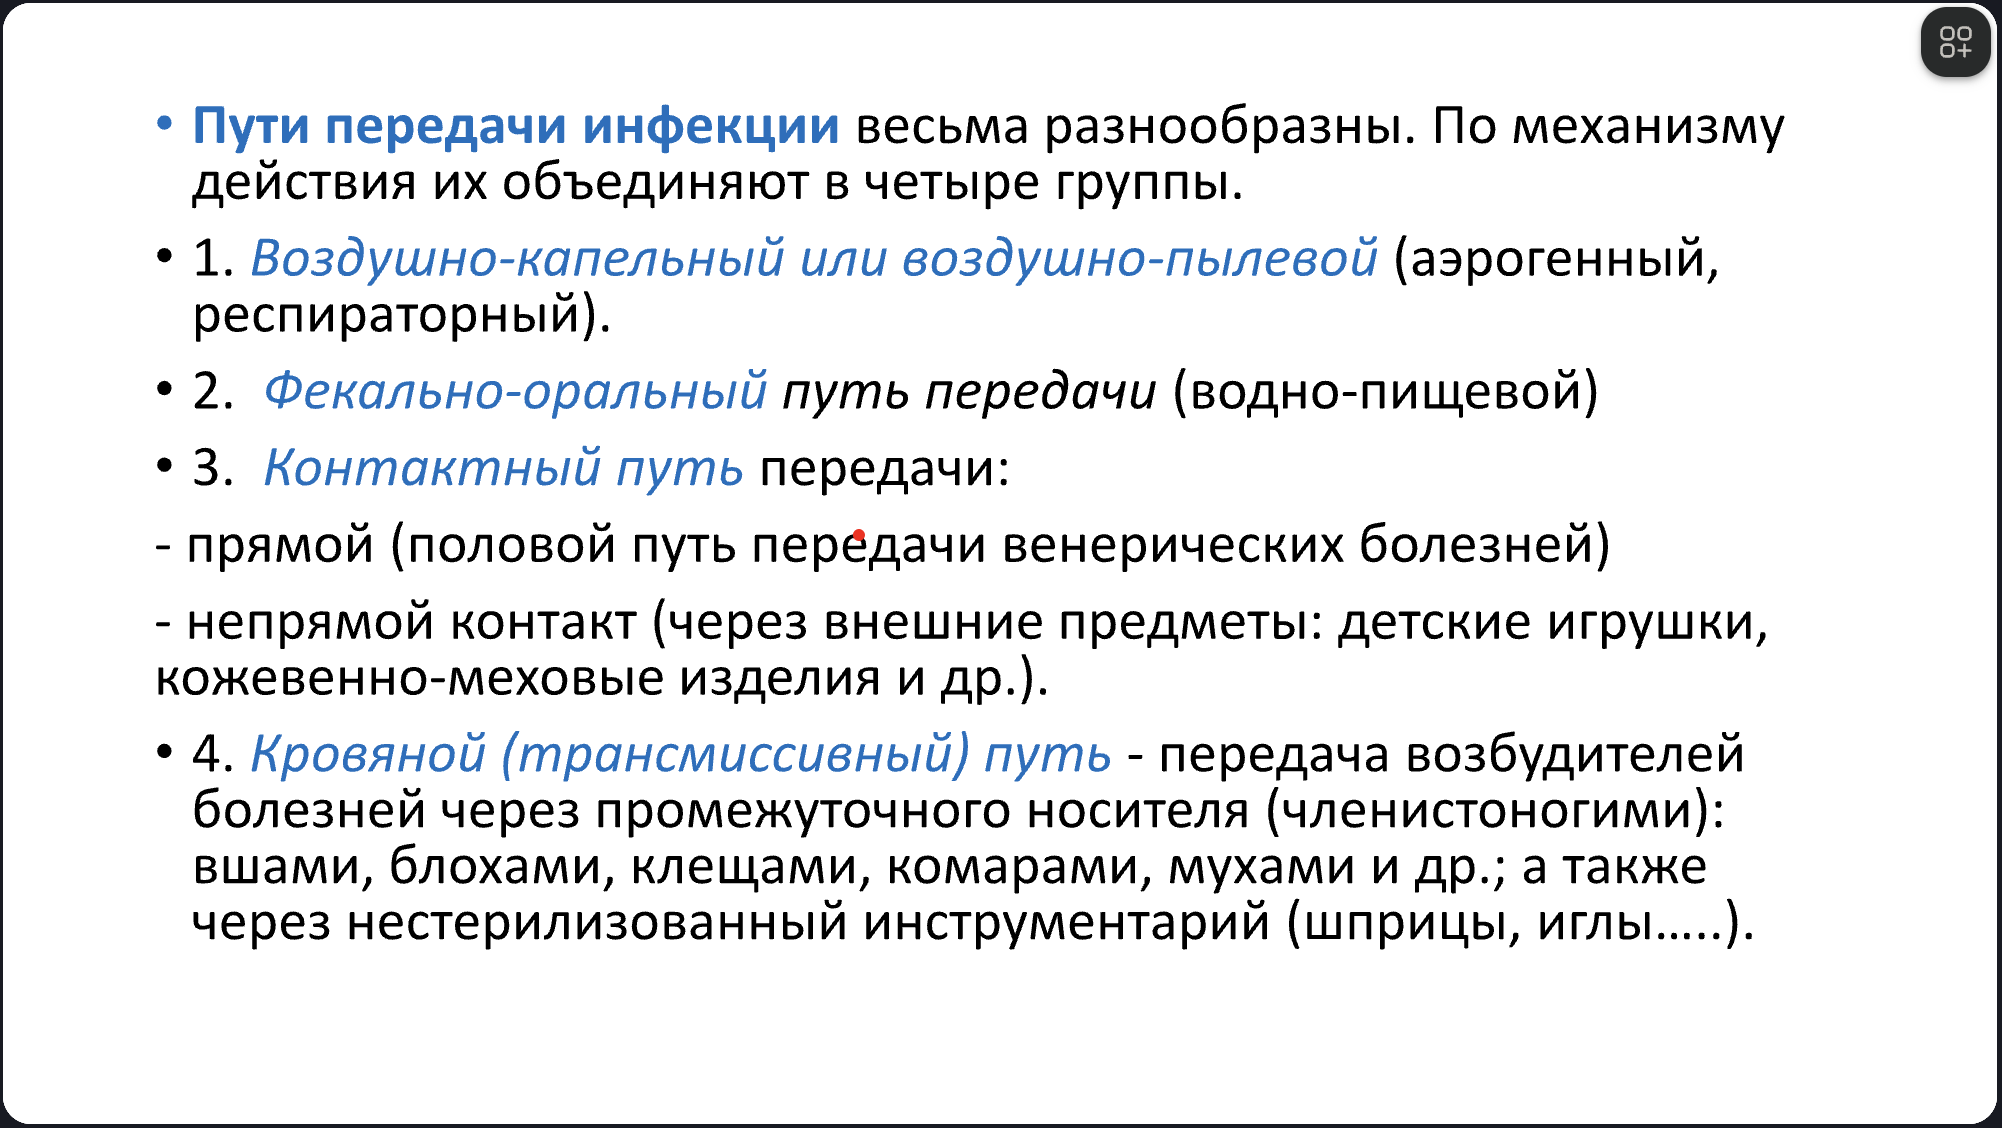 • Пути передачи инфекции весьма разнообразны. По механизму
действия их объединяют в четыре группы.
• 1. Воздушно-капельный или воздушно-пылевой (аэрогенный,
респираторный).
• 2. Фекально-оральный путь передачи (водно-пищевой)
• 3. Контактный путь передачи:
- прямой (половой путь передачи венерических болезней)
- непрямой контакт (через внешние предметы: детские игрушки,
кожевенно-меховые изделия и др.).
• 4. Кровяной (трансмиссивный) путь - передача возбудителей
болезней через промежуточного носителя (членистоногими):
вшами, блохами, клещами, комарами, мухами и др.; а также
через нестерилизованный инструментарий (шприцы, иглы.....).